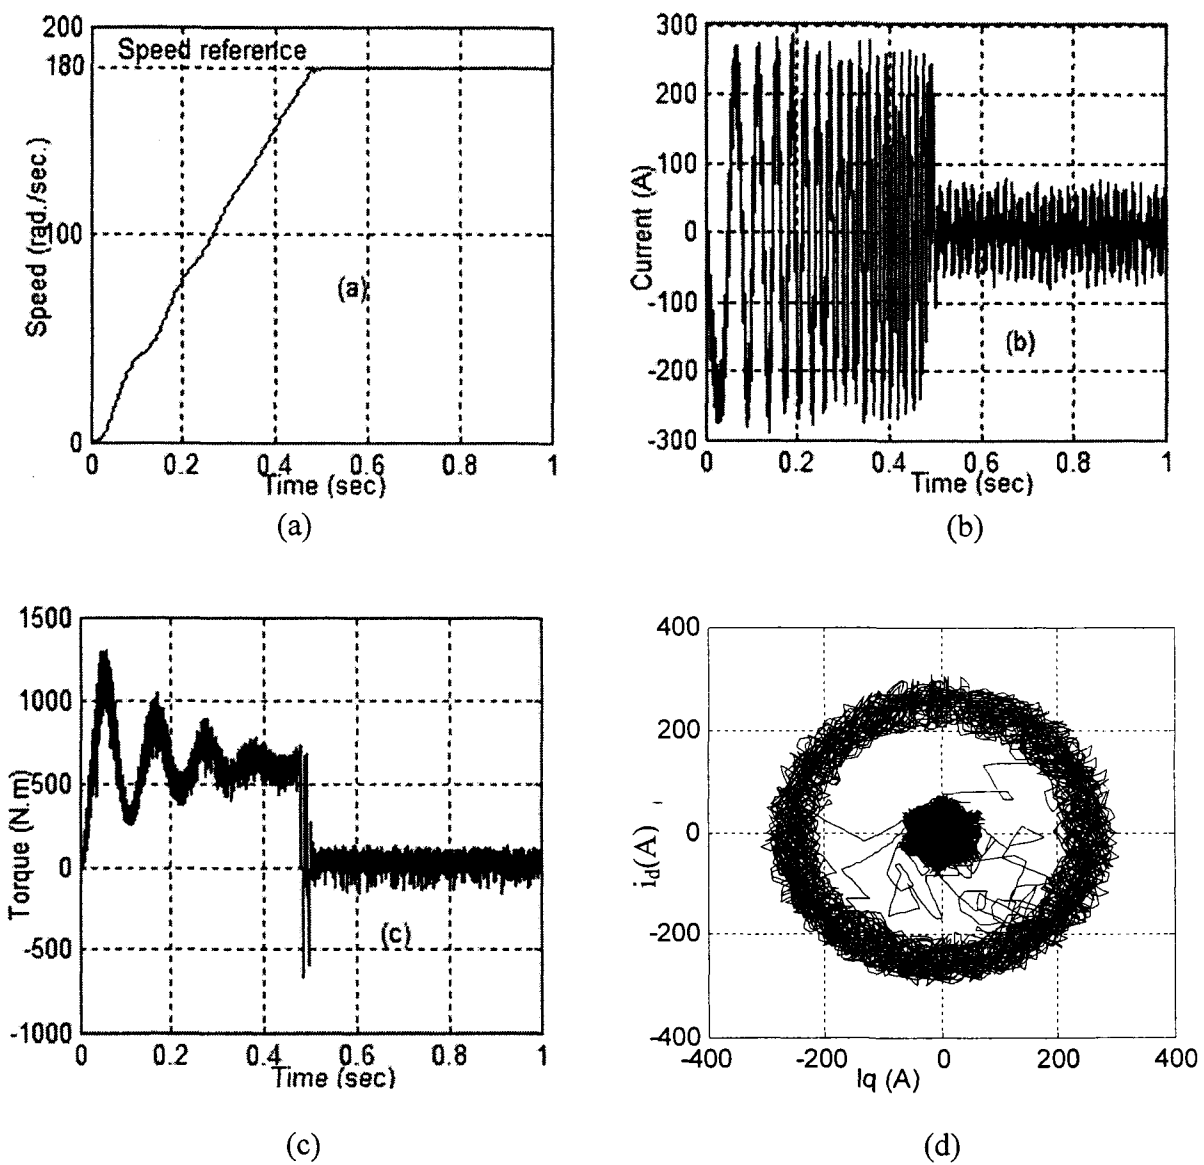 200
Speed reference
180
100
0
Speed (rad./sec.)
(a)
0 0.2 0.4 0.6 0.8 1
Time (sec)
(a)
300
200
100
0
-100
-200
-300
Current (A)
(b)
0 0.2 0.4 0.6 0.8 1
Time (sec)
(b)
1500
1000
500
0
-500
-1000
Torque (N.m)
(c)
0 0.2 0.4 0.6 0.8 1
Time (sec)
(c)
400
200
0
-200
-400
id(A)
-400 -200 0 200 400
Iq (A)
(d)